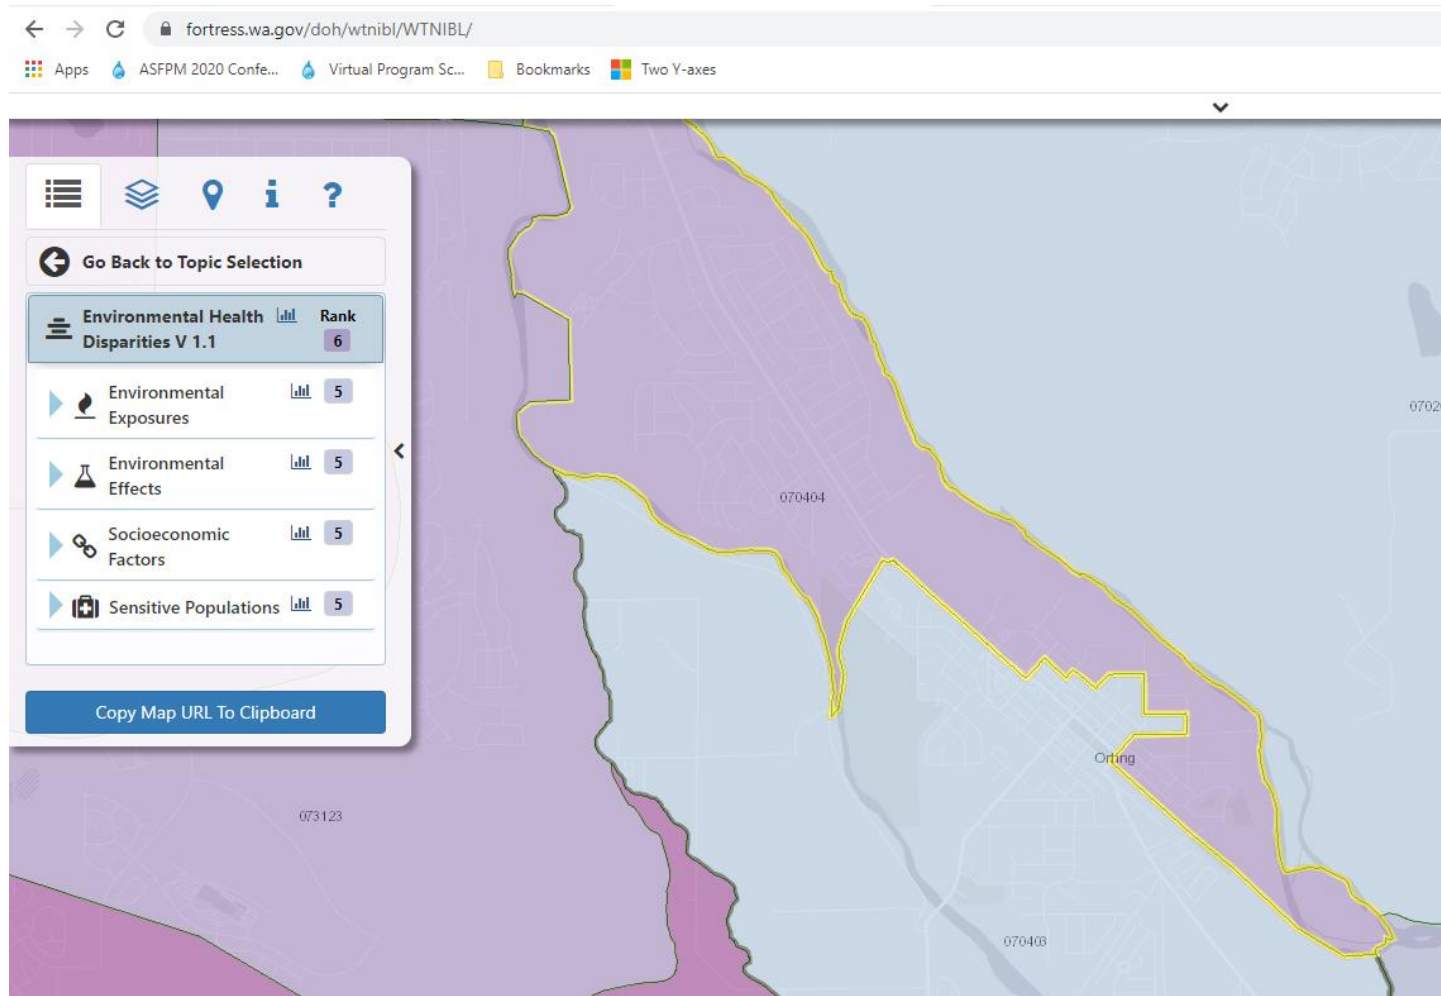 fortress.wa.gov/doh/wtnibl/WTNIBL/
Apps ASFPM 2020 Confe... Virtual Program Sc... Bookmarks Two Y-axes
Go Back to Topic Selection
Environmental Health Rank
Disparities V 1.1 6
Environmental 5
Exposures
Environmental 5
Effects
Socioeconomic 5
Factors
Sensitive Populations 5
Copy Map URL To Clipboard
0702
070404
Orting
073123
070403